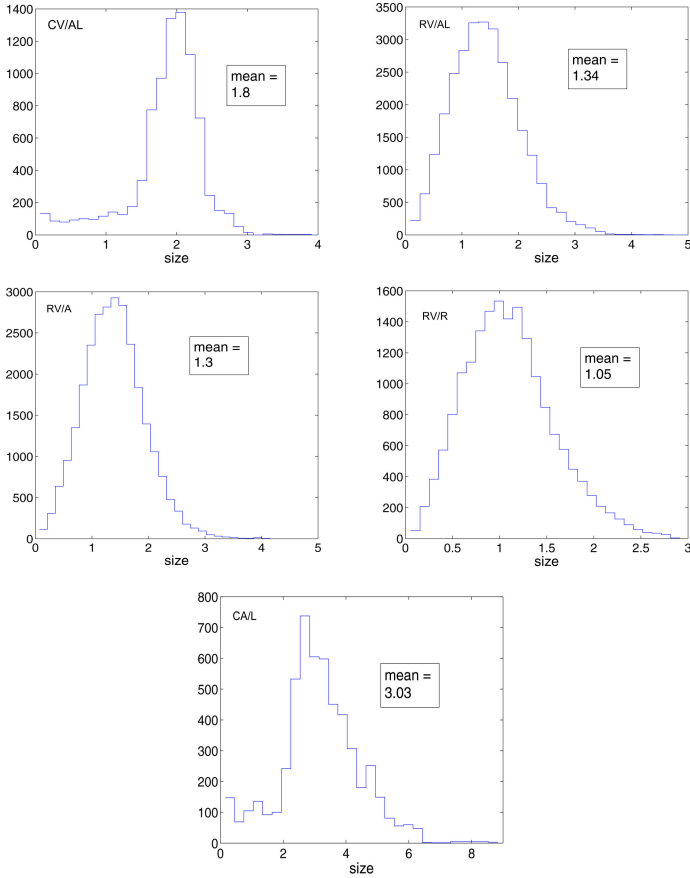 CV/AL
mean =
1.8
1400
1200
1000
800
600
400
200
0
0 1 2 3 4
size
RV/AL
mean =
1.34
3500
3000
2500
2000
1500
1000
500
0
0 1 2 3 4 5
size
RV/A
mean =
1.3
3000
2500
2000
1500
1000
500
0
0 1 2 3 4 5
size
RV/R
mean =
1.05
1600
1400
1200
1000
800
600
400
200
0
0 0.5 1 1.5 2 2.5 3
size
CA/L
mean =
3.03
800
700
600
500
400
300
200
100
0
0 2 4 6 8
size